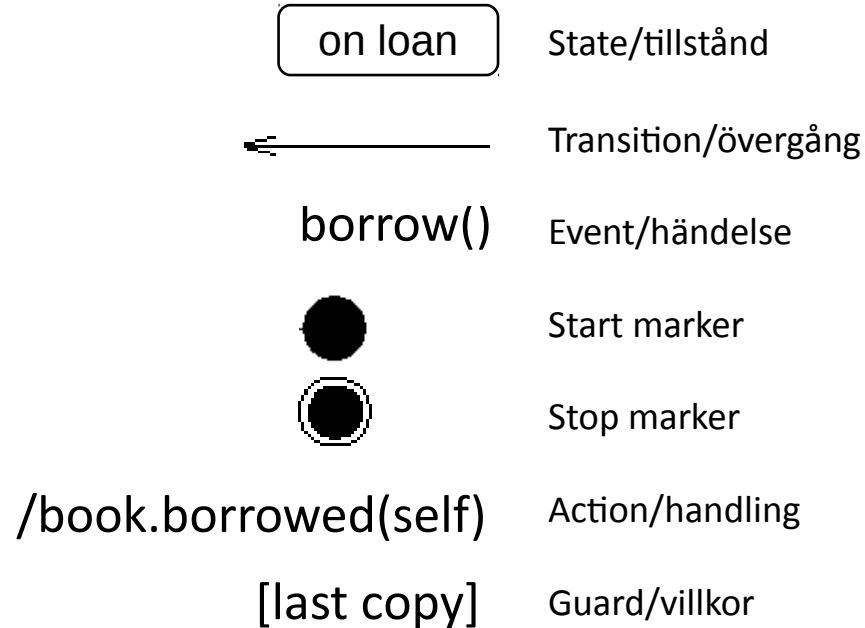 on loan State/tillstånd
Transition/övergång
borrow() Event/händelse
Start marker
Stop marker
/book.borrowed(self) Action/handling
[last copy] Guard/villkor